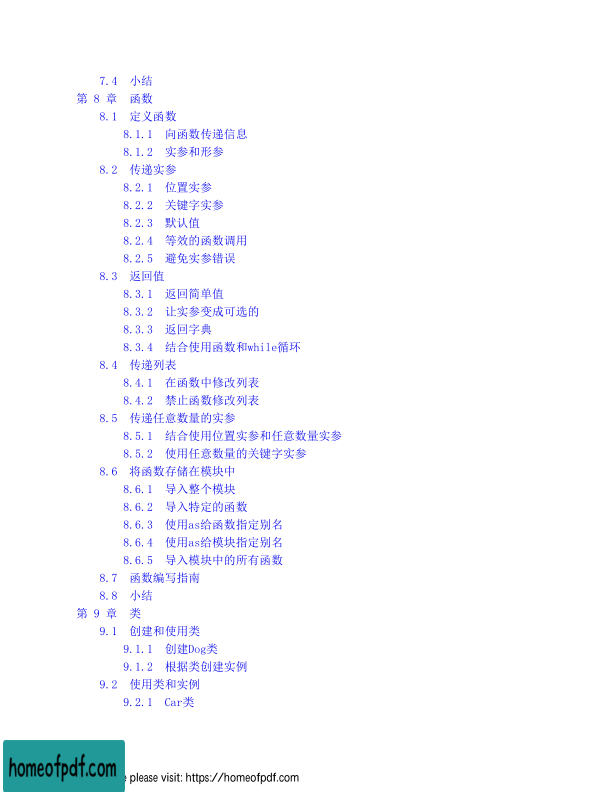 7.4 小结
第 8 章 函数
8.1 定义函数
8.1.1 向函数传递信息
8.1.2 实参和形参
8.2 传递实参
8.2.1 位置实参
8.2.2 关键字实参
8.2.3 默认值
8.2.4 等效的函数调用
8.2.5 避免实参错误
8.3 返回值
8.3.1 返回简单值
8.3.2 让实参变成可选的
8.3.3 返回字典
8.3.4 结合使用函数和while循环
8.4 传递列表
8.4.1 在函数中修改列表
8.4.2 禁止函数修改列表
8.5 传递任意数量的实参
8.5.1 结合使用位置实参和任意数量实参
8.5.2 使用任意数量的关键字实参
8.6 将函数存储在模块中
8.6.1 导入整个模块
8.6.2 导入特定的函数
8.6.3 使用as给函数指定别名
8.6.4 使用as给模块指定别名
8.6.5 导入模块中的所有函数
8.7 函数编写指南
8.8 小结
第 9 章 类
9.1 创建和使用类
9.1.1 创建Dog类
9.1.2 根据类创建实例
9.2 使用类和实例
9.2.1 Car类
homeofpdf.com
please visit: https://homeofpdf.com